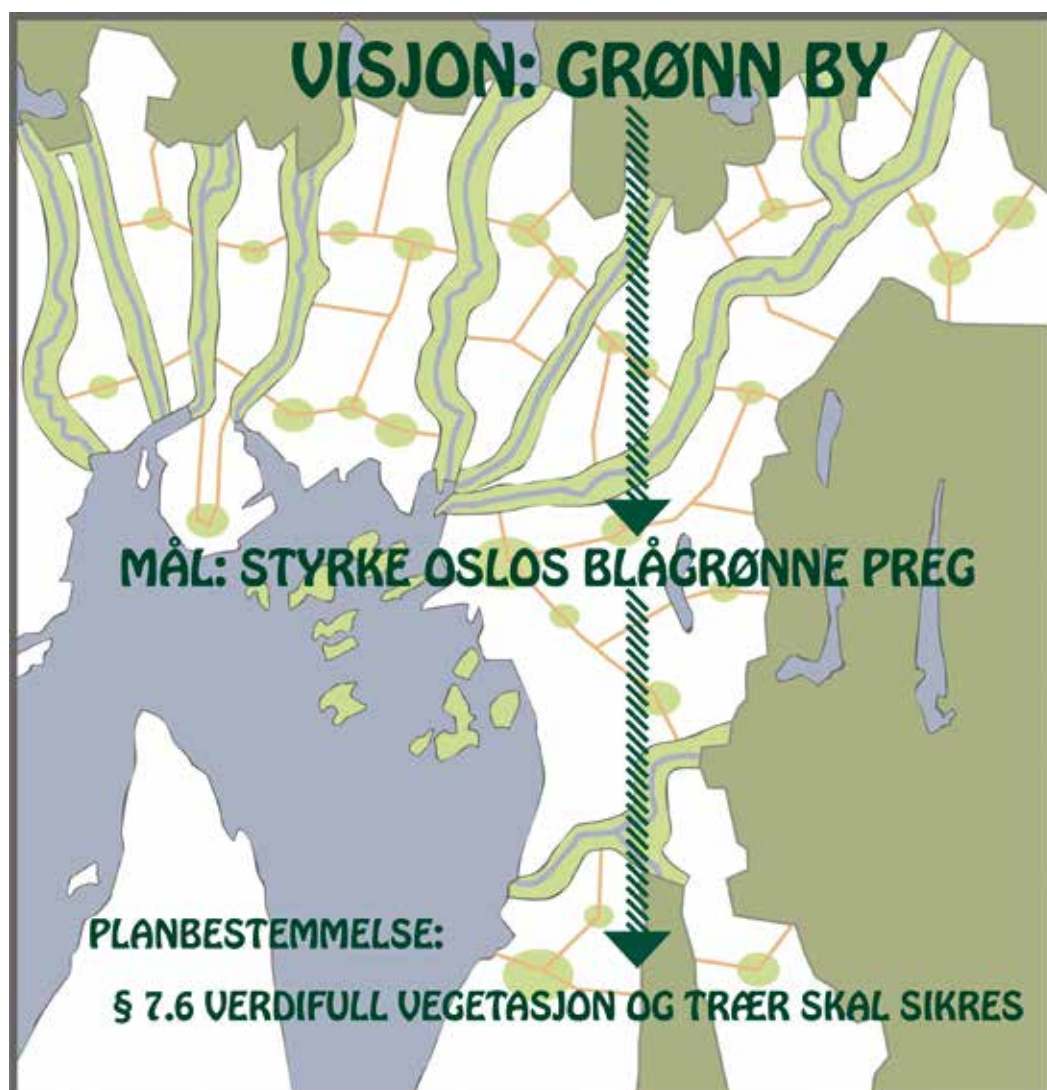 VISJON: GRØNN BY
MÅL: STYRKE OSLOS BLÅGRØNNE PREG
PLANBESTEMMELSE:
§ 7.6 VERDIFULL VEGETASJON OG TRÆR SKAL SIKRES